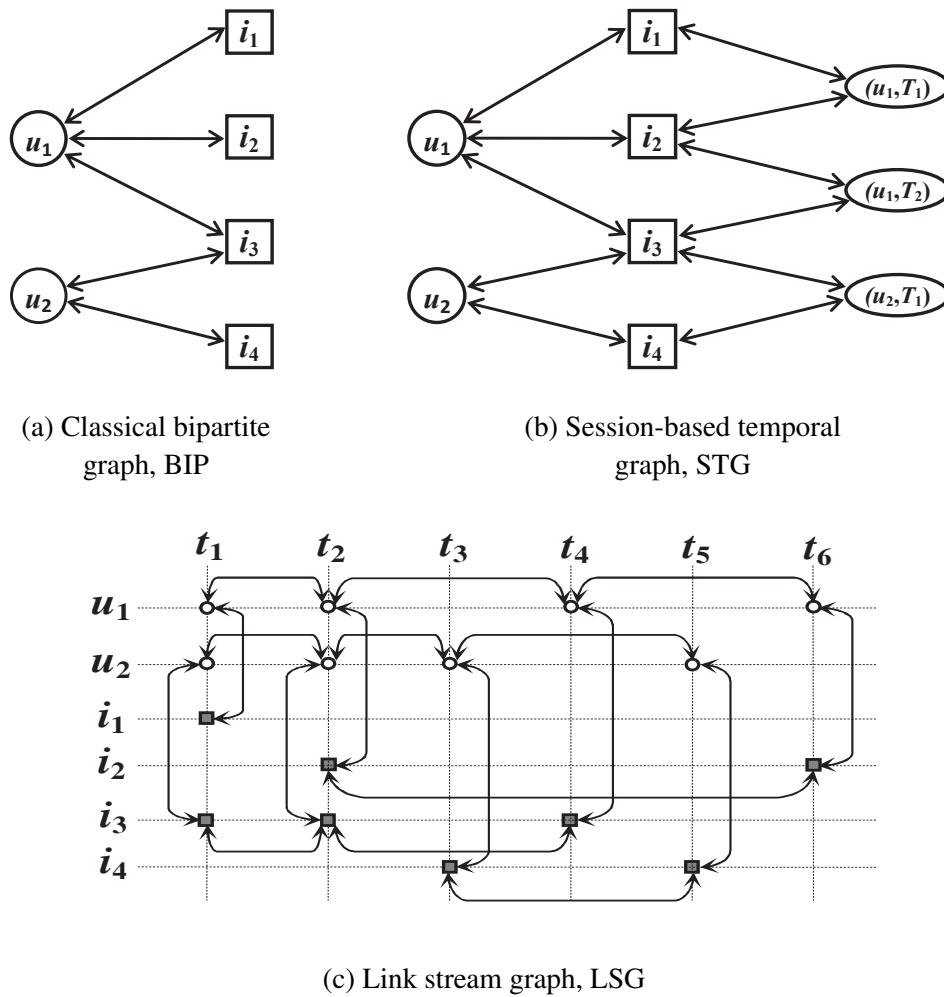 i₁
i₂
u₁
i₃
u₂
i₄
(a) Classical bipartite
graph, BIP
i₁
(u₁,T₁)
u₁
i₂
(u₁,T₂)
i₃
u₂
(u₂,T₁)
i₄
(b) Session-based temporal
graph, STG
t₁ t₂ t₃ t₄ t₅ t₆
u₁
u₂
i₁
i₂
i₃
i₄
(c) Link stream graph, LSG